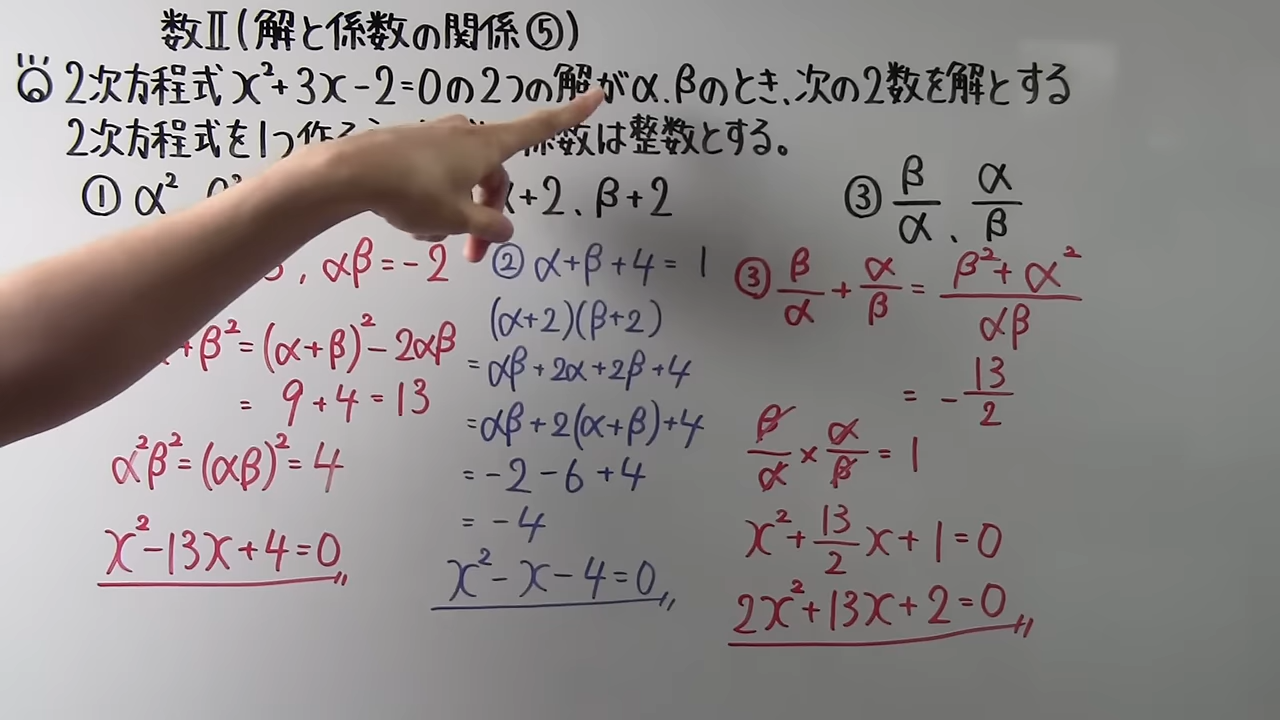 数Ⅱ(解と係数の関係⑤)
Q 2次方程式x²+3x-2=0の2つの解がα、βのとき、次の2数を解とする
2次方程式を1つ作 係数は整数とする。
① α² α+2、β+2 ③ β/α、α/β
, αβ=-2
+β²=(α+β)²-2αβ
= 9+4=13
α²β²=(αβ)²=4
x²-13x+4=0
② α+β+4=1
(α+2)(β+2)
=αβ+2α+2β+4
=αβ+2(α+β)+4
=-2-6+4
=-4
x²-x-4=0
③ β/α+α/β=(β²+α²)/αβ
=-13/2
β/α×α/β=1
x²+13/2x+1=0
2x²+13x+2=0